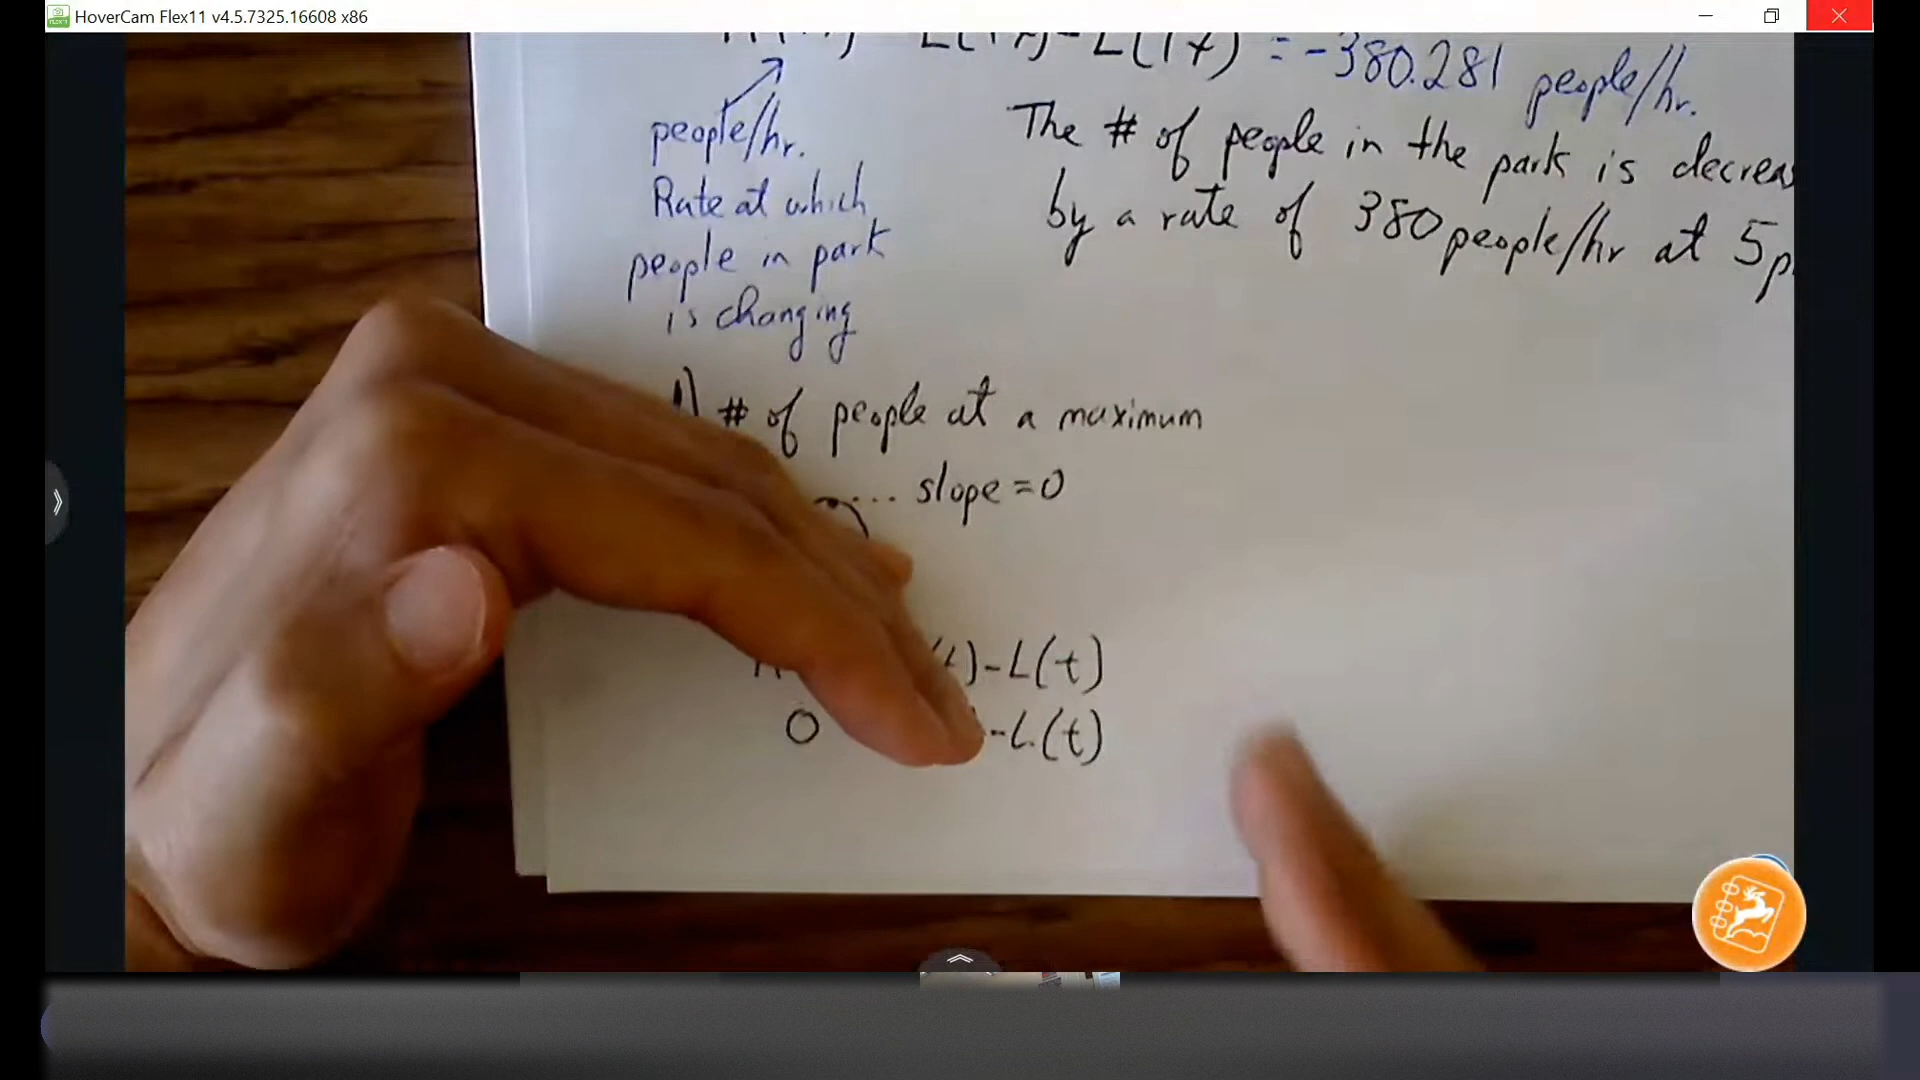 HoverCam Flex11 v4.5.7325.16608 x86
L(17) = -380.281 people/hr.
people/hr.
Rate at which
people in park
is changing
The # of people in the park is
by a rate of 380 people/hr at
# of people at a maximum
... slope = 0
-L(t)
0 -L(t)